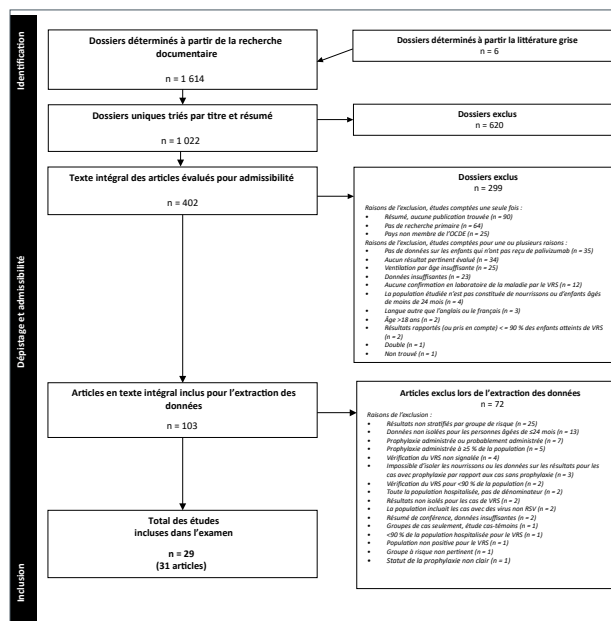 Identification
Dossiers déterminés à partir de la recherche
documentaire
n = 1 614
Dossiers déterminés à partir la littérature grise
n = 6
Dossiers uniques triés par titre et résumé
n = 1 022
Dossiers exclus
n = 620
Dépistage et admissibilité
Texte intégral des articles évalués pour admissibilité
n = 402
Dossiers exclus
n = 299
Raisons de l'exclusion, études comptées une seule fois :
• Résumé, aucune publication trouvée (n = 90)
• Pas de recherche primaire (n = 64)
• Pays non membre de l'OCDE (n = 25)
Raisons de l'exclusion, études comptées pour une ou plusieurs raisons :
• Pas de données sur les enfants qui n'ont pas reçu de palivizumab (n = 35)
• Aucun résultat pertinent évalué (n = 34)
• Ventilation par âge insuffisante (n = 25)
• Données insuffisantes (n = 23)
• Aucune confirmation en laboratoire de la maladie par le VRS (n = 12)
• La population étudiée n'est pas constituée de nourrissons ou d'enfants âgés
de moins de 24 mois (n = 4)
• Langue autre que l'anglais ou le français (n = 3)
• Âge >18 ans (n = 2)
• Résultats rapportés (ou pris en compte) < = 90 % des enfants atteints de VRS
(n = 2)
• Double (n = 1)
• Non trouvé (n = 1)
Articles en texte intégral inclus pour l'extraction des
données
n = 103
Articles exclus lors de l'extraction des données
n = 72
Raisons de l'exclusion :
• Résultats non stratifiés par groupe de risque (n = 25)
• Données non isolées pour les personnes âgées de ≤24 mois (n = 13)
• Prophylaxie administrée ou probablement administrée (n = 7)
• Prophylaxie administrée à ≥5 % de la population (n = 5)
• Vérification du VRS non signalée (n = 4)
• Impossible d'isoler les nourrissons ou les données sur les résultats pour les
cas avec prophylaxie par rapport aux cas sans prophylaxie (n = 3)
• Vérification du VRS pour <90 % de la population (n = 2)
• Toute la population hospitalisée, pas de dénominateur (n = 2)
• Résultats non isolés pour les cas de VRS (n = 2)
• La population incluait les cas avec des virus non RSV (n = 2)
• Résumé de conférence, données insuffisantes (n = 2)
• Groupes de cas seulement, étude cas-témoins (n = 1)
• <90 % de la population hospitalisée pour le VRS (n = 1)
• Population non positive pour le VRS (n = 1)
• Groupe à risque non pertinent (n = 1)
• Statut de la prophylaxie non clair (n = 1)
Inclusion
Total des études
incluses dans l'examen
n = 29
(31 articles)